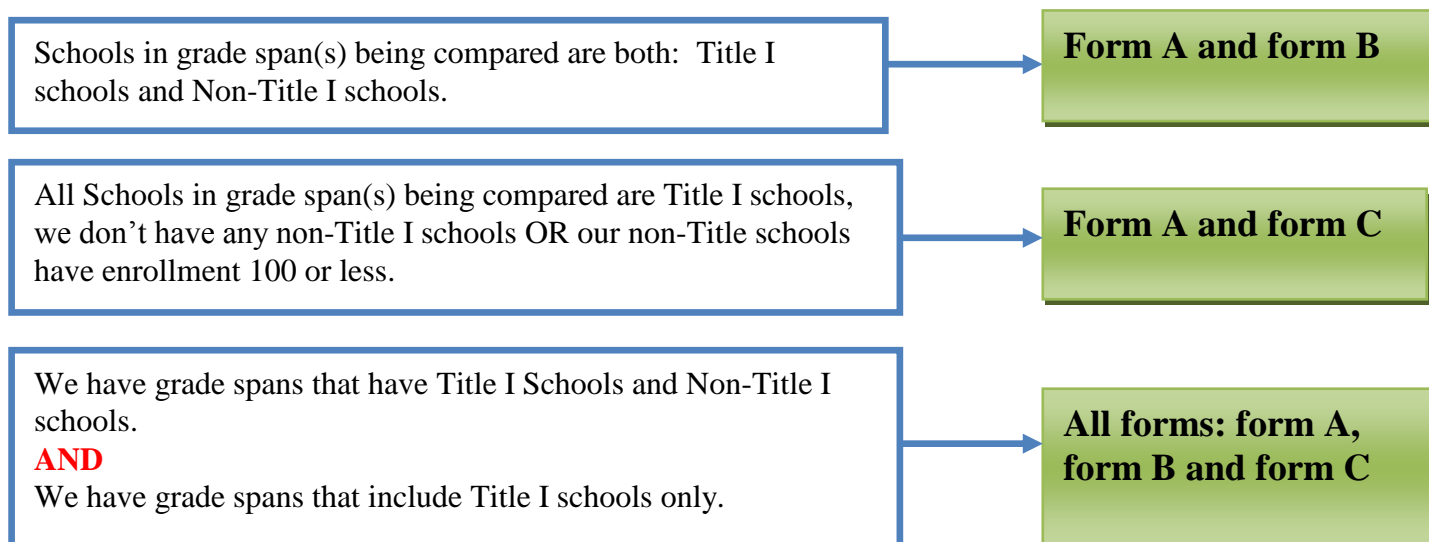 Schools in grade span(s) being compared are both:  Title I
schools and Non-Title I schools.
Form A and form B
All Schools in grade span(s) being compared are Title I schools,
we don’t have any non-Title I schools OR our non-Title schools
have enrollment 100 or less.
Form A and form C
We have grade spans that have Title I Schools and Non-Title I
schools.
AND
We have grade spans that include Title I schools only.
All forms: form A,
form B and form C